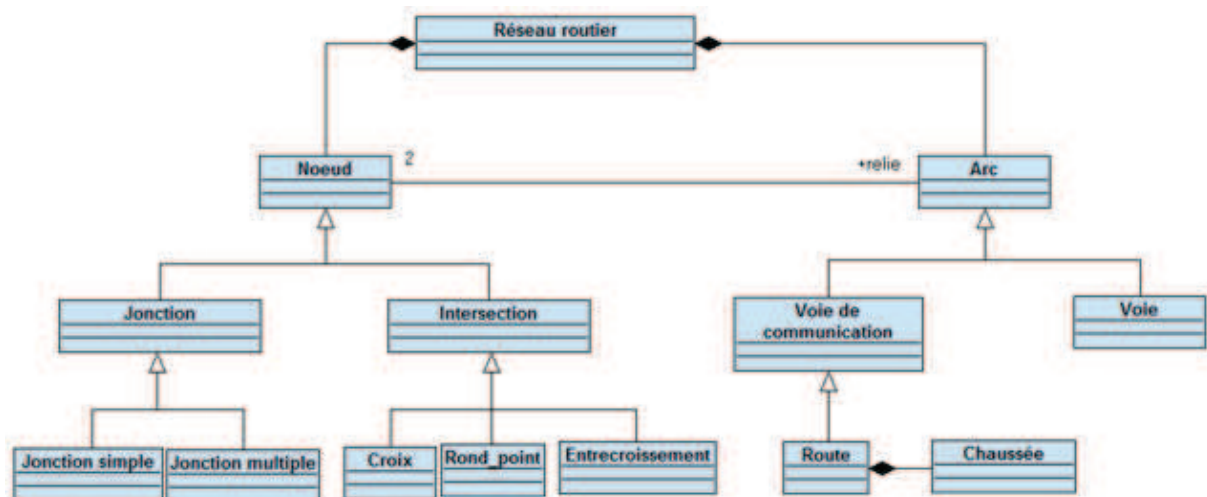 Réseau routier
Noeud
2
+relie
Arc
Jonction
Intersection
Voie de
communication
Voie
Jonction simple
Jonction multiple
Croix
Rond_point
Entrecroissement
Route
Chaussée